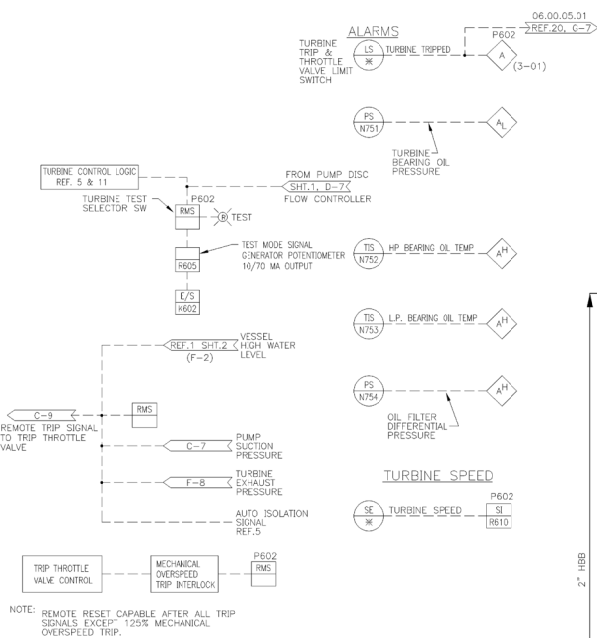 06.00.05.01
REF.20, G-7
ALARMS
P602
TURBINE
TRIP &
THROTTLE
VALVE LIMIT
SWITCH
LS
TURBINE TRIPPED
A
(3-01)
PS
N751
AL
TURBINE
BEARING OIL
PRESSURE
TURBINE CONTROL LOGIC
REF. 5 & 11
FROM PUMP DISC
SHT.1, D-7
FLOW CONTROLLER
TURBINE TEST
SELECTOR SW
P602
RMS
TEST
TEST MODE SIGNAL
GENERATOR POTENTIOMETER
10/70 MA OUTPUT
R605
E/S
K602
TIS
N752
HP BEARING OIL TEMP
AH
TIS
N753
L.P. BEARING OIL TEMP
AH
REF.1 SHT.2
(F-2)
VESSEL
HIGH WATER
LEVEL
PS
N754
AH
OIL FILTER
DIFFERENTIAL
PRESSURE
C-9
REMOTE TRIP SIGNAL
TO TRIP THROTTLE
VALVE
RMS
C-7
PUMP
SUCTION
PRESSURE
F-8
TURBINE
EXHAUST
PRESSURE
AUTO ISOLATION
SIGNAL
REF.5
TURBINE SPEED
SE
TURBINE SPEED
P602
SI
R610
TRIP THROTTLE
VALVE CONTROL
MECHANICAL
OVERSPEED
TRIP INTERLOCK
P602
RMS
2" HBB
NOTE: REMOTE RESET CAPABLE AFTER ALL TRIP
SIGNALS EXCEPT 125% MECHANICAL
OVERSPEED TRIP.